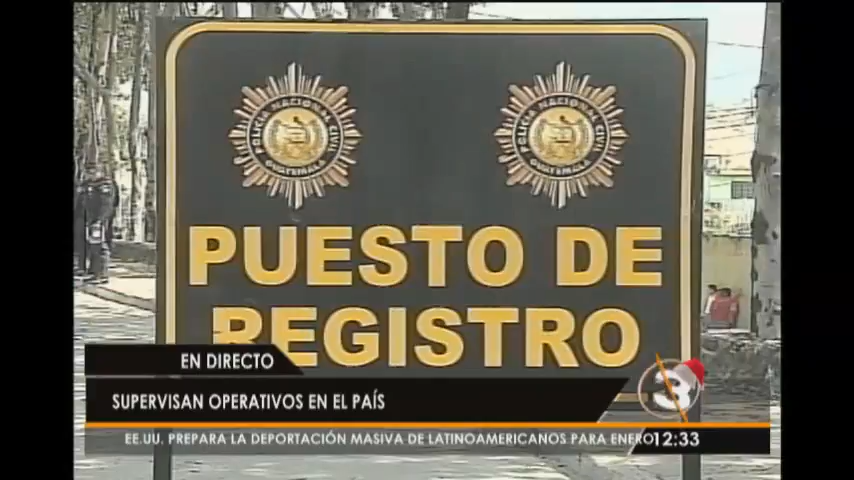 POLICIA NACIONAL CIVIL
GUATEMALA
POLICIA NACIONAL CIVIL
GUATEMALA
PUESTO DE
REGISTRO
EN DIRECTO
SUPERVISAN OPERATIVOS EN EL PAÍS
3
EE.UU. PREPARA LA DEPORTACIÓN MASIVA DE LATINOAMERICANOS PARA ENERO
12:33